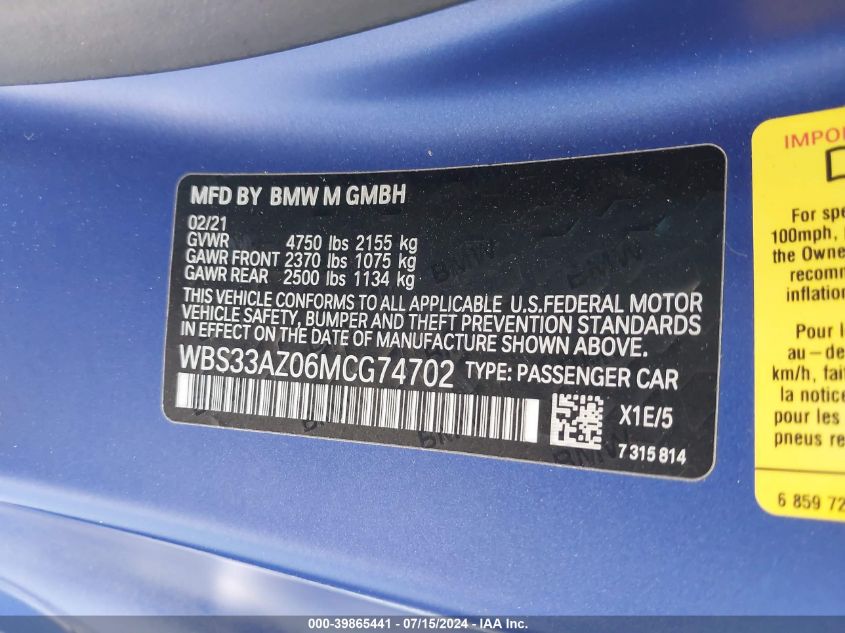 MFD BY BMW M GMBH
02/21
GVWR 4750 lbs 2155 kg
GAWR FRONT 2370 lbs 1075 kg
GAWR REAR 2500 lbs 1134 kg
THIS VEHICLE CONFORMS TO ALL APPLICABLE U.S.FEDERAL MOTOR
VEHICLE SAFETY, BUMPER AND THEFT PREVENTION STANDARDS
IN EFFECT ON THE DATE OF MANUFACTURE SHOWN ABOVE.
WBS33AZ06MCG74702 TYPE: PASSENGER CAR
X1E/5
7 315 814
IMPO
For spe
100mph,
the Owne
recomm
inflation
Pour l
au-de
km/h, fait
la notice
pour les
pneus re
6 859 72
000-39865441 - 07/15/2024 - © IAA Inc.